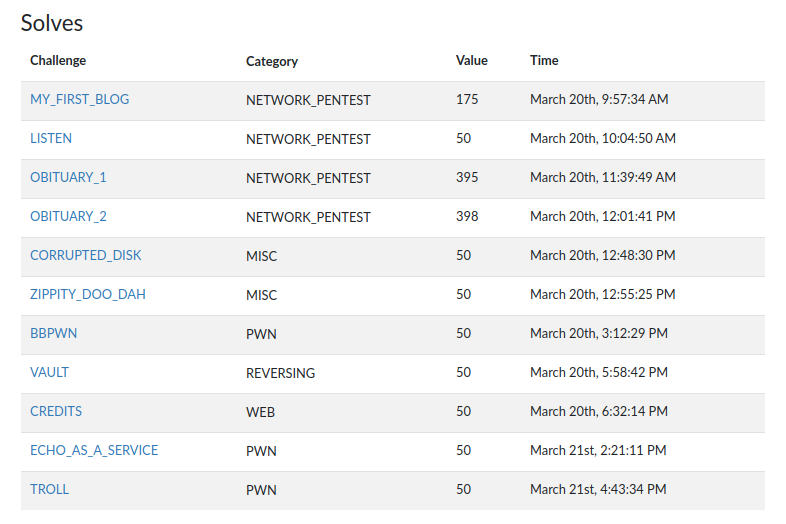 Solves
Challenge Category Value Time
MY_FIRST_BLOG NETWORK_PENTEST 175 March 20th, 9:57:34 AM
LISTEN NETWORK_PENTEST 50 March 20th, 10:04:50 AM
OBITUARY_1 NETWORK_PENTEST 395 March 20th, 11:39:49 AM
OBITUARY_2 NETWORK_PENTEST 398 March 20th, 12:01:41 PM
CORRUPTED_DISK MISC 50 March 20th, 12:48:30 PM
ZIPPITY_DOO_DAH MISC 50 March 20th, 12:55:25 PM
BBPWN PWN 50 March 20th, 3:12:29 PM
VAULT REVERSING 50 March 20th, 5:58:42 PM
CREDITS WEB 50 March 20th, 6:32:14 PM
ECHO_AS_A_SERVICE PWN 50 March 21st, 2:21:11 PM
TROLL PWN 50 March 21st, 4:43:34 PM